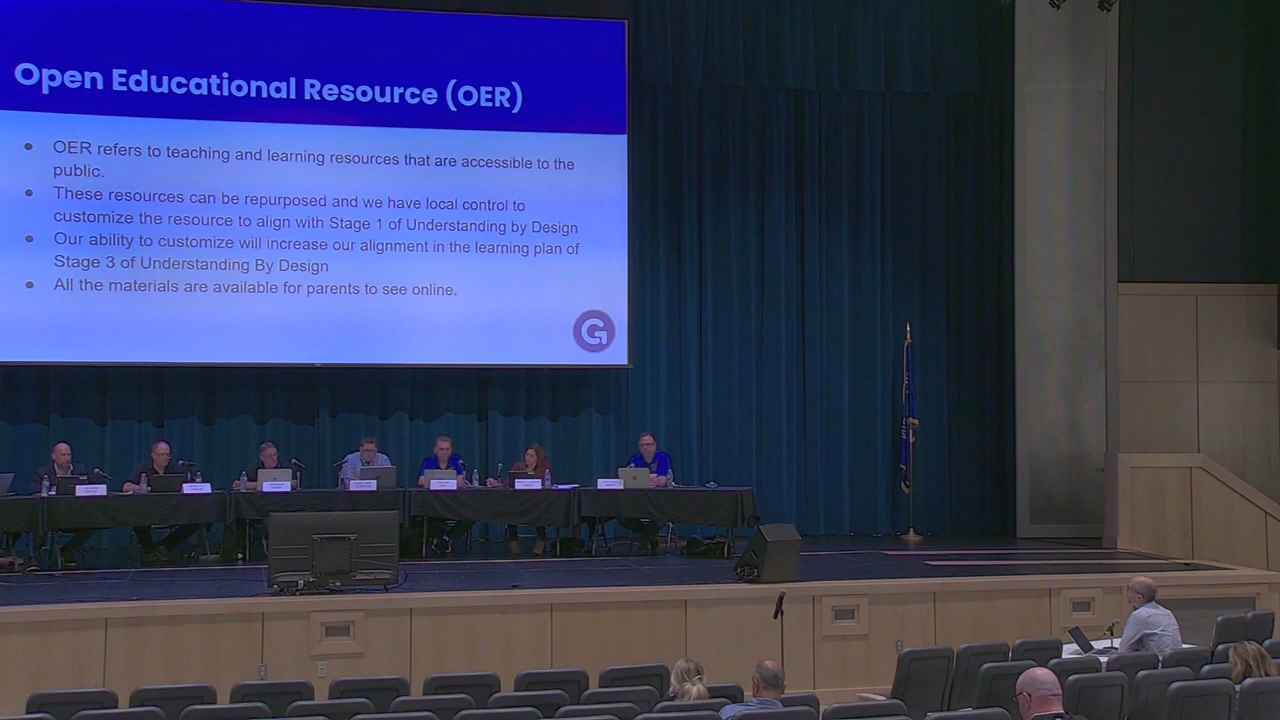 Open Educational Resource (OER)
• OER refers to teaching and learning resources that are accessible to the
public.
• These resources can be repurposed and we have local control to
customize the resource to align with Stage 1 of Understanding by Design
• Our ability to customize will increase our alignment in the learning plan of
Stage 3 of Understanding By Design
• All the materials are available for parents to see online.
G